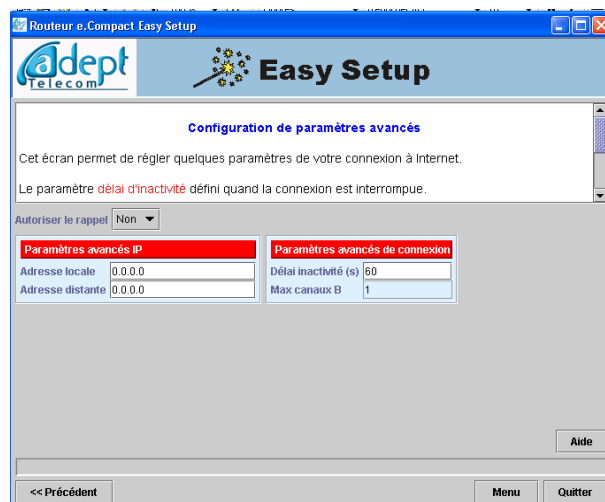 Routeur e.Compact Easy Setup
adept
Telecom
Easy Setup
Configuration de paramètres avancés
Cet écran permet de régler quelques paramètres de votre connexion à Internet.
Le paramètre délai d'inactivité défini quand la connexion est interrompue.
Autoriser le rappel Non
Paramètres avancés IP
Adresse locale 0.0.0.0
Adresse distante 0.0.0.0
Paramètres avancés de connexion
Délai inactivité (s) 60
Max canaux B 1
Aide
<< Précédent
Menu
Quitter